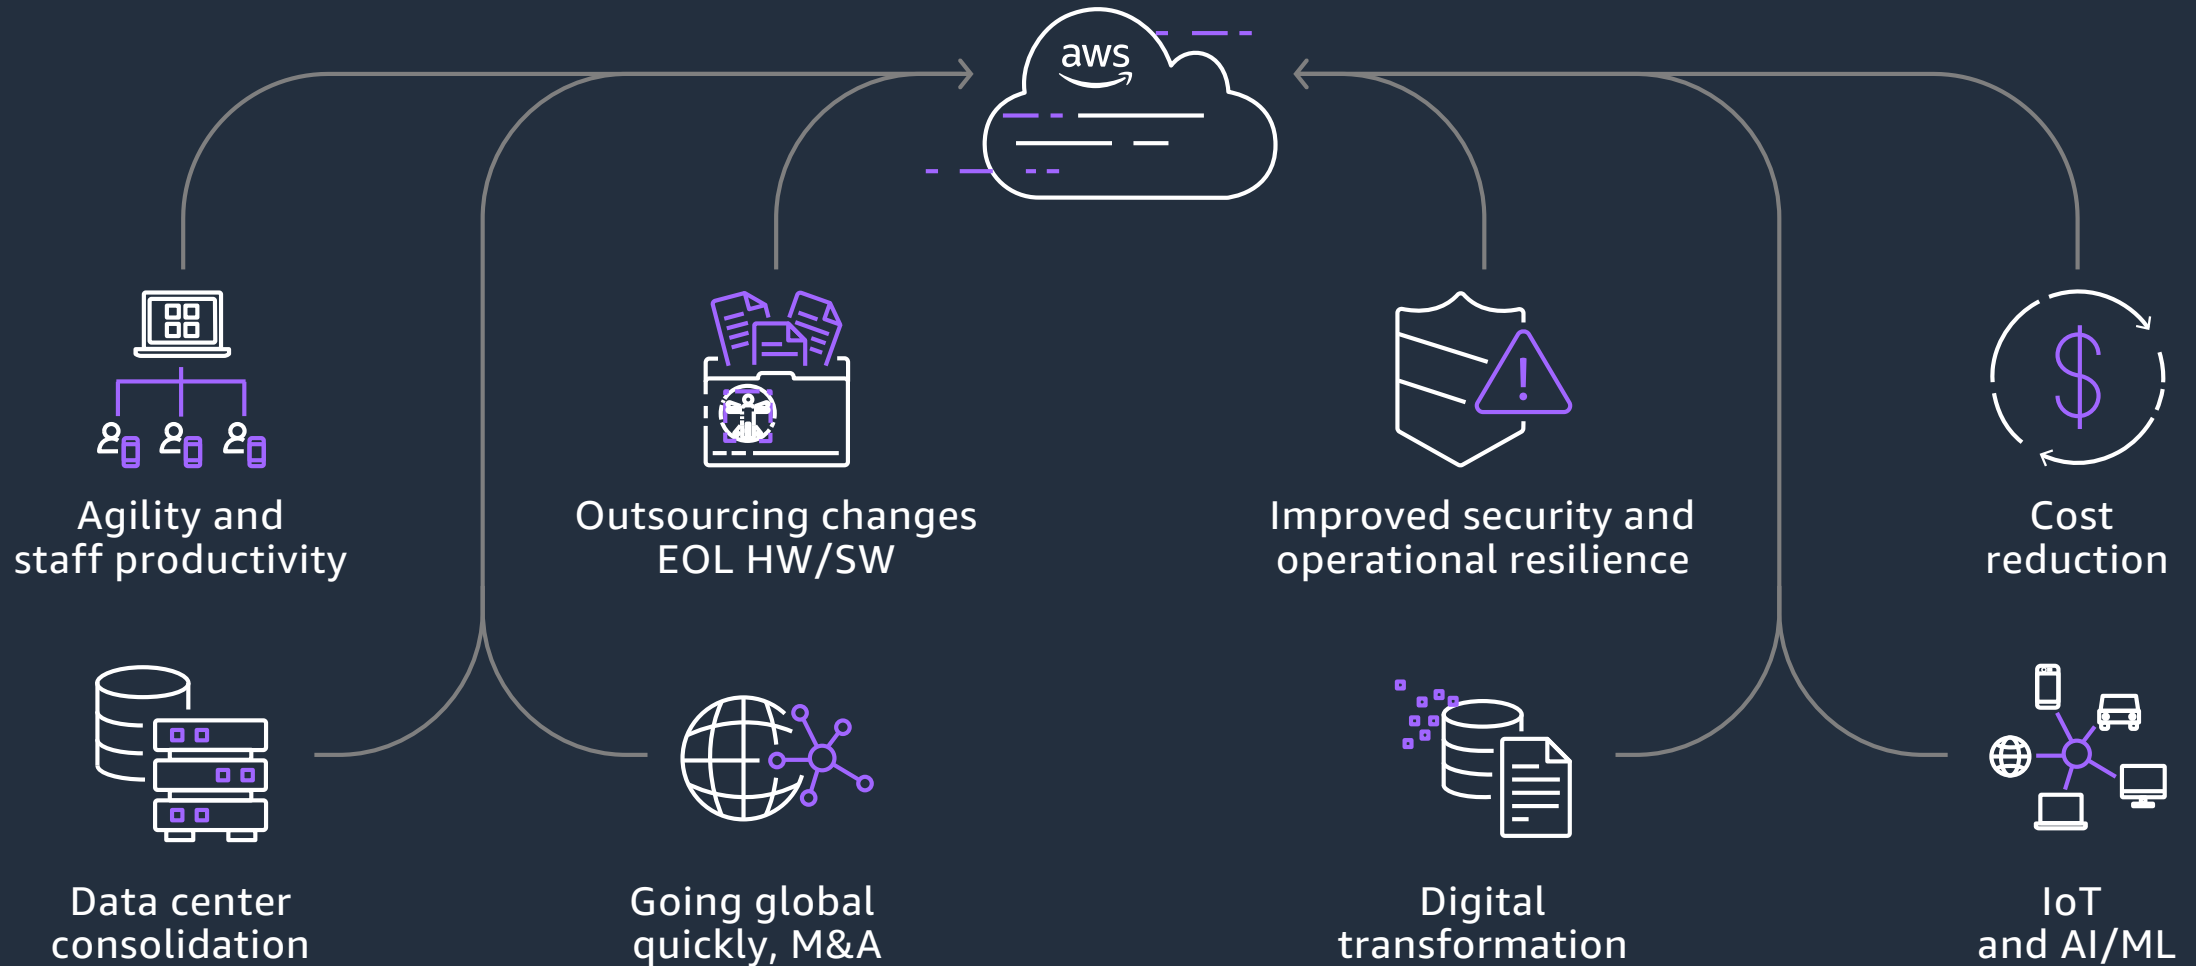 aws
Agility and
staff productivity
Outsourcing changes
EOL HW/SW
Improved security and
operational resilience
Cost
reduction
Data center
consolidation
Going global
quickly, M&A
Digital
transformation
IoT
and AI/ML